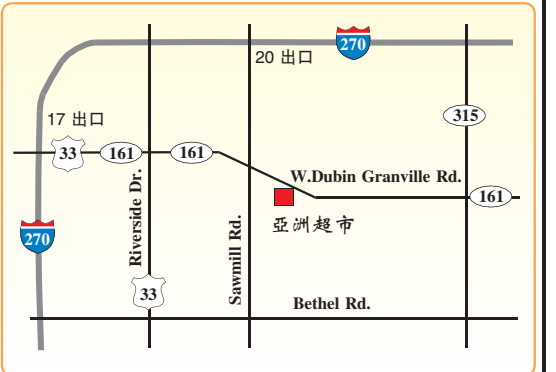 270
20 出口
315
17 出口
33
161
161
W.Dubin Granville Rd.
161
Riverside Dr.
亞洲超市
270
Sawmill Rd.
33
Bethel Rd.